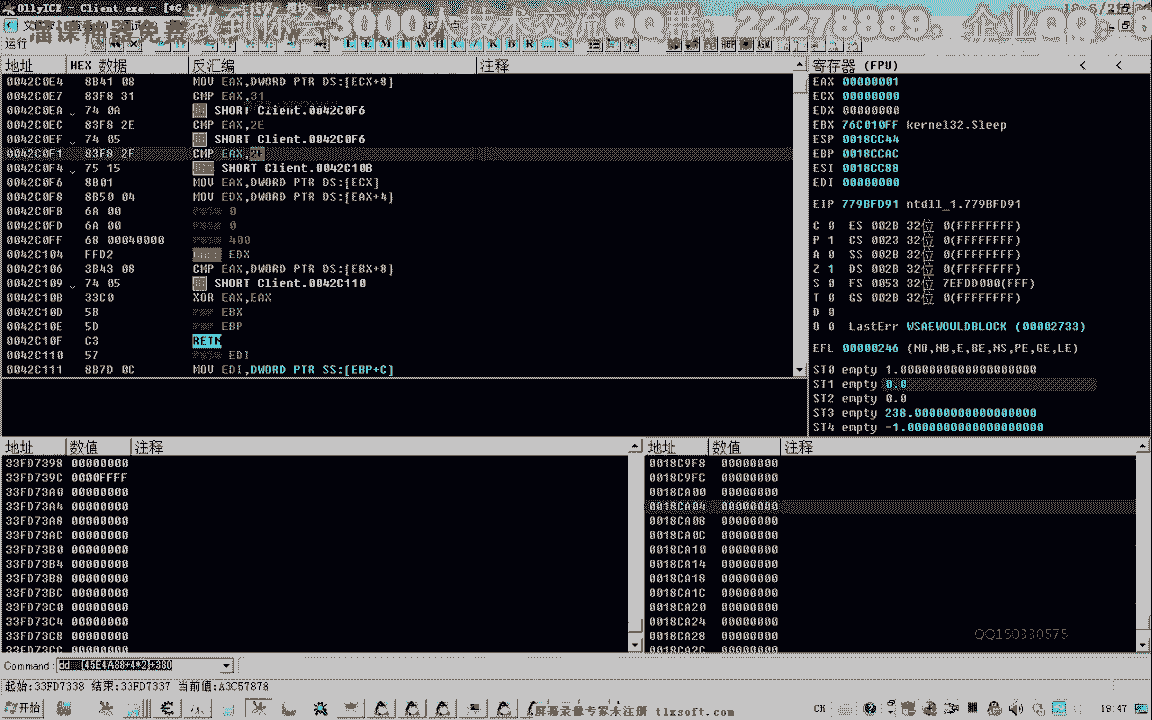 OllyICE - Client.exe - [*G
教到你会3000人技术 流QQ群: 22278889。企业QQ: 8
潘课神器免费
运行
地址 HEX 数据 反汇编 注释
0042C0E4 8B41 08 MOV EAX,DWORD PTR DS:[ECX+8]
0042C0E7 83F8 31 CMP EAX,31
0042C0EA 74 0A SHORT Client.0042C0F6
0042C0EC 83F8 2E CMP EAX,2E
0042C0EF 74 05 SHORT Client.0042C0F6
0042C0F1 83F8 2F CMP EAX,2F
0042C0F4 75 15 SHORT Client.0042C10B
0042C0F6 8B01 MOV EAX,DWORD PTR DS:[ECX]
0042C0F8 8B50 04 MOV EDX,DWORD PTR DS:[EAX+4]
0042C0FB 6A 00 0
0042C0FD 6A 00 0
0042C0FF 68 00040000 400
0042C104 FFD2 EDX
0042C106 3B43 08 CMP EAX,DWORD PTR DS:[EBX+8]
0042C109 74 05 SHORT Client.0042C110
0042C10B 33C0 XOR EAX,EAX
0042C10D 5B EBX
0042C10E 5D EBP
0042C10F C3 RETN
0042C110 57 EDI
0042C111 8B7D 0C MOV EDI,DWORD PTR SS:[EBP+C]
寄存器 (FPU) < <
EAX 00000001
ECX 00000000
EDX 00000000
EBX 76C010FF kernel32.Sleep
ESP 0018CC44
EBP 0018CCAC
ESI 0018CC88
EDI 00000000
EIP 779BFD91 ntdll_1.779BFD91
C 0 ES 002B 32位 0(FFFFFFFF)
P 1 CS 0023 32位 0(FFFFFFFF)
A 0 SS 002B 32位 0(FFFFFFFF)
Z 1 DS 002B 32位 0(FFFFFFFF)
S 0 FS 0053 32位 7EFDD000(FFF)
T 0 GS 002B 32位 0(FFFFFFFF)
D 0
O 0 LastErr WSAEWOULDBLOCK (00002733)
EFL 00000246 (NO,NB,E,BE,NS,PE,GE,LE)
ST0 empty 1.0000000000000000000
ST1 empty 0.0
ST2 empty 0.0
ST3 empty 238.00000000000000000
ST4 empty -1.0000000000000000000
地址 数值 注释
33FD7398 00000000
33FD739C 0000FFFF
33FD73A0 00000000
33FD73A4 00000000
33FD73A8 00000000
33FD73AC 00000000
33FD73B0 00000000
33FD73B4 00000000
33FD73B8 00000000
33FD73BC 00000000
33FD73C0 00000000
33FD73C4 00000000
33FD73C8 00000000
33FD73CC 00000000
地址 数值 注释
0018C9F8 00000000
0018C9FC 00000000
0018CA00 00000000
0018CA04 00000000
0018CA08 00000000
0018CA0C 00000000
0018CA10 00000000
0018CA14 00000000
0018CA18 00000000
0018CA1C 00000000
0018CA20 00000000
0018CA24 00000000
0018CA28 00000000
0018CA2C 00000000
QQ150330575
Command: dd [45E4A88+4*2]+380
起始:33FD7338 结束:33FD7337 当前值:A3C57878
开始
屏幕录像专家未注册 tlxsoft.com
CH
19:47